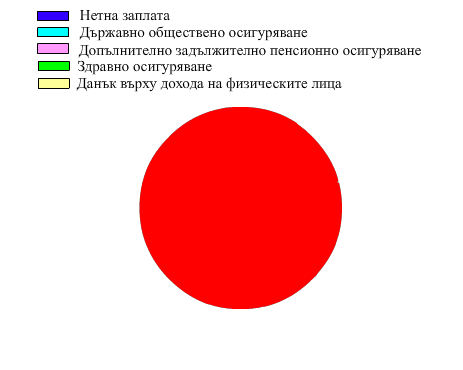 Нетна заплата
Държавно обществено осигуряване
Допълнително задължително пенсионно осигуряване
Здравно осигуряване
Данък върху дохода на физическите лица